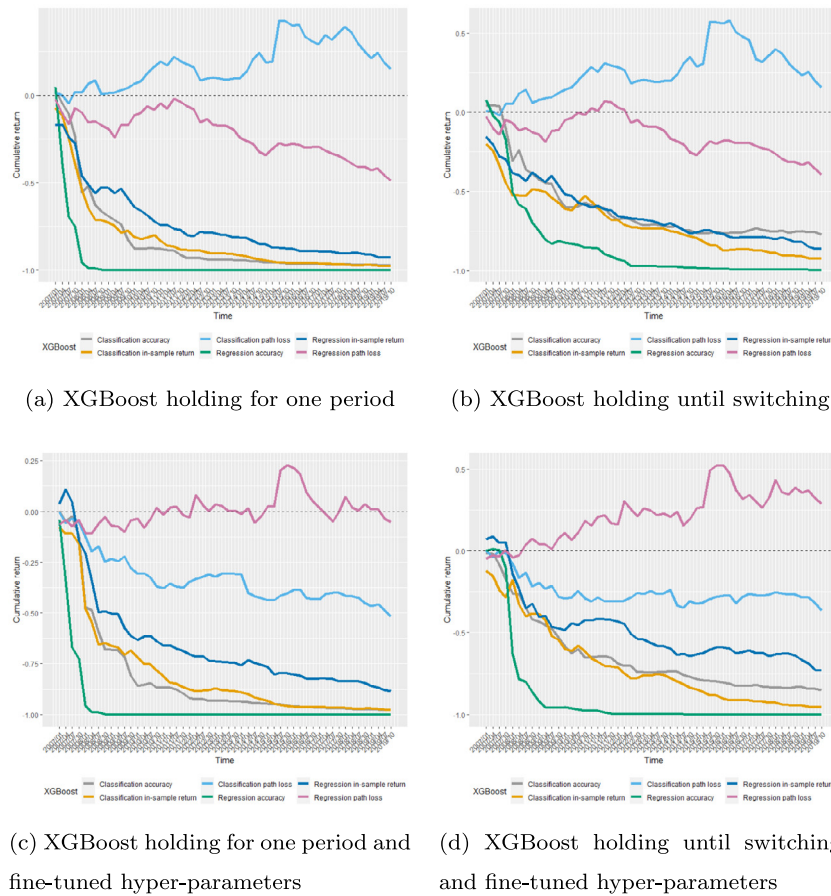 0.0
-0.5
-1.0
Cumulative return
Time
XGBoost
Classification accuracy
Classification path loss
Regression in-sample return
Classification in-sample return
Regression accuracy
Regression path loss
(a) XGBoost holding for one period
0.5
0.0
-0.5
-1.0
Cumulative return
Time
XGBoost
Classification accuracy
Classification path loss
Regression in-sample return
Classification in-sample return
Regression accuracy
Regression path loss
(b) XGBoost holding until switching
0.25
0.00
-0.25
-0.50
-0.75
-1.00
Cumulative return
Time
XGBoost
Classification accuracy
Classification path loss
Regression in-sample return
Classification in-sample return
Regression accuracy
Regression path loss
(c) XGBoost holding for one period and
fine-tuned hyper-parameters
0.5
0.0
-0.5
-1.0
Cumulative return
Time
XGBoost
Classification accuracy
Classification path loss
Regression in-sample return
Classification in-sample return
Regression accuracy
Regression path loss
(d) XGBoost holding until switching
and fine-tuned hyper-parameters